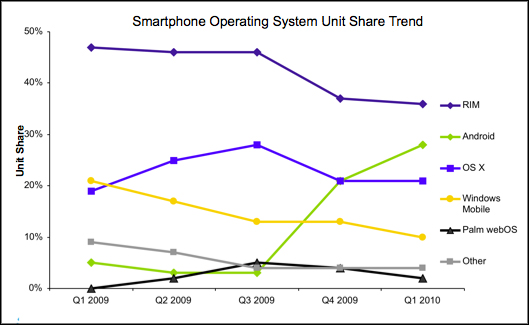 Smartphone Operating System Unit Share Trend
50%
40%
30%
20%
10%
0%
Unit Share
Q1 2009
Q2 2009
Q3 2009
Q4 2009
Q1 2010
RIM
Android
OS X
Windows
Mobile
Palm webOS
Other